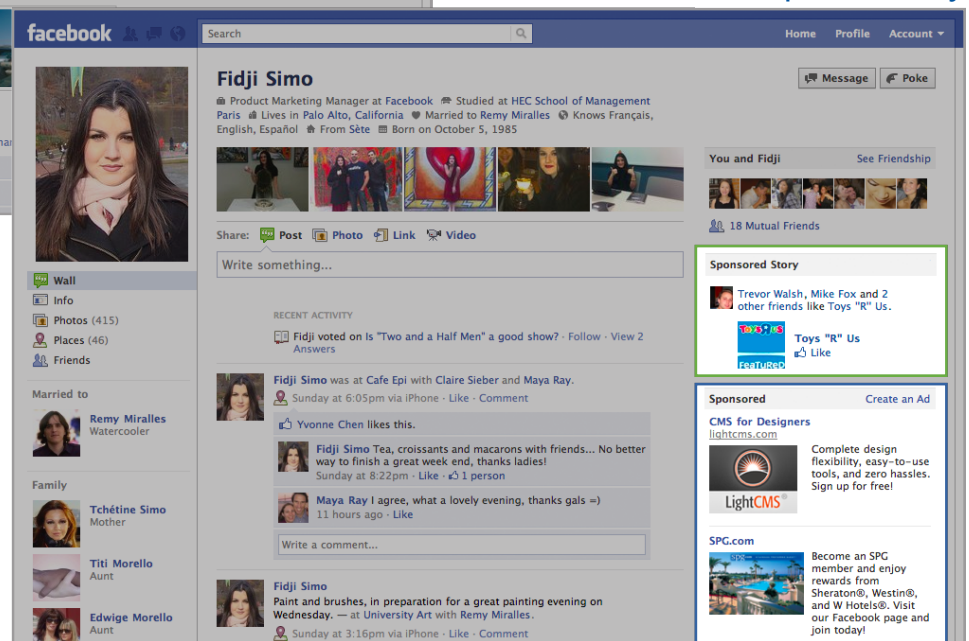 facebook
Search
Home Profile Account
Fidji Simo
Message
Poke
Product Marketing Manager at Facebook Studied at HEC School of Management
Paris Lives in Palo Alto, California Married to Remy Miralles Knows Français,
English, Español From Sète Born on October 5, 1985
Share: Post Photo Link Video
Write something...
Wall
Info
Photos (415)
Places (46)
Friends
Married to
Remy Miralles
Watercooler
Family
Tchétine Simo
Mother
Titi Morello
Aunt
Edwige Morello
Aunt
RECENT ACTIVITY
Fidji voted on Is "Two and a Half Men" a good show? · Follow · View 2
Answers
Fidji Simo was at Cafe Epi with Claire Sieber and Maya Ray.
Sunday at 6:05pm via iPhone · Like · Comment
Yvonne Chen likes this.
Fidji Simo Tea, croissants and macarons with friends... No better
way to finish a great week end, thanks ladies!
Sunday at 8:22pm · Like · 1 person
Maya Ray I agree, what a lovely evening, thanks gals =)
11 hours ago · Like
Write a comment...
Fidji Simo
Paint and brushes, in preparation for a great painting evening on
Wednesday. — at University Art with Remy Miralles.
Sunday at 3:16pm via iPhone · Like · Comment
You and Fidji See Friendship
18 Mutual Friends
Sponsored Story
Trevor Walsh, Mike Fox and 2
other friends like Toys "R" Us.
TOYS R US
FeaTuReD
Toys "R" Us
Like
Sponsored Create an Ad
CMS for Designers
lightcms.com
LightCMS®
Complete design
flexibility, easy-to-use
tools, and zero hassles.
Sign up for free!
SPG.com
Become an SPG
member and enjoy
rewards from
Sheraton®, Westin®,
and W Hotels®. Visit
our Facebook page and
join today!